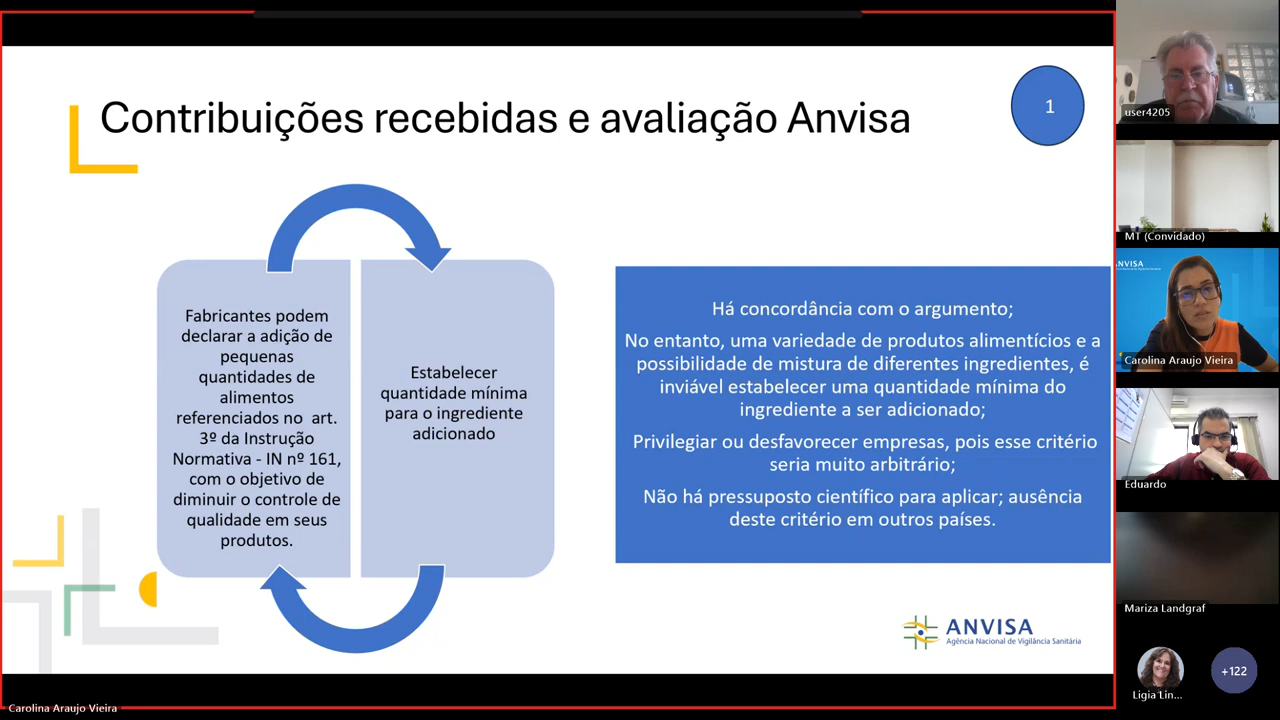 Contribuições recebidas e avaliação Anvisa
1
Fabricantes podem
declarar a adição de
pequenas
quantidades de
alimentos
referenciados no art.
3º da Instrução
Normativa - IN nº 161,
com o objetivo de
diminuir o controle de
qualidade em seus
produtos.
Estabelecer
quantidade mínima
para o ingrediente
adicionado
Há concordância com o argumento;
No entanto, uma variedade de produtos alimentícios e a
possibilidade de mistura de diferentes ingredientes, é
inviável estabelecer uma quantidade mínima do
ingrediente a ser adicionado;
Privilegiar ou desfavorecer empresas, pois esse critério
seria muito arbitrário;
Não há pressuposto científico para aplicar; ausência
deste critério em outros países.
ANVISA
Agência Nacional de Vigilância Sanitária
Carolina Araujo Vieira
user4205
MT (Convidado)
ANVISA
Carolina Araujo Vieira
Eduardo
Mariza Landgraf
Ligia Lin...
+122